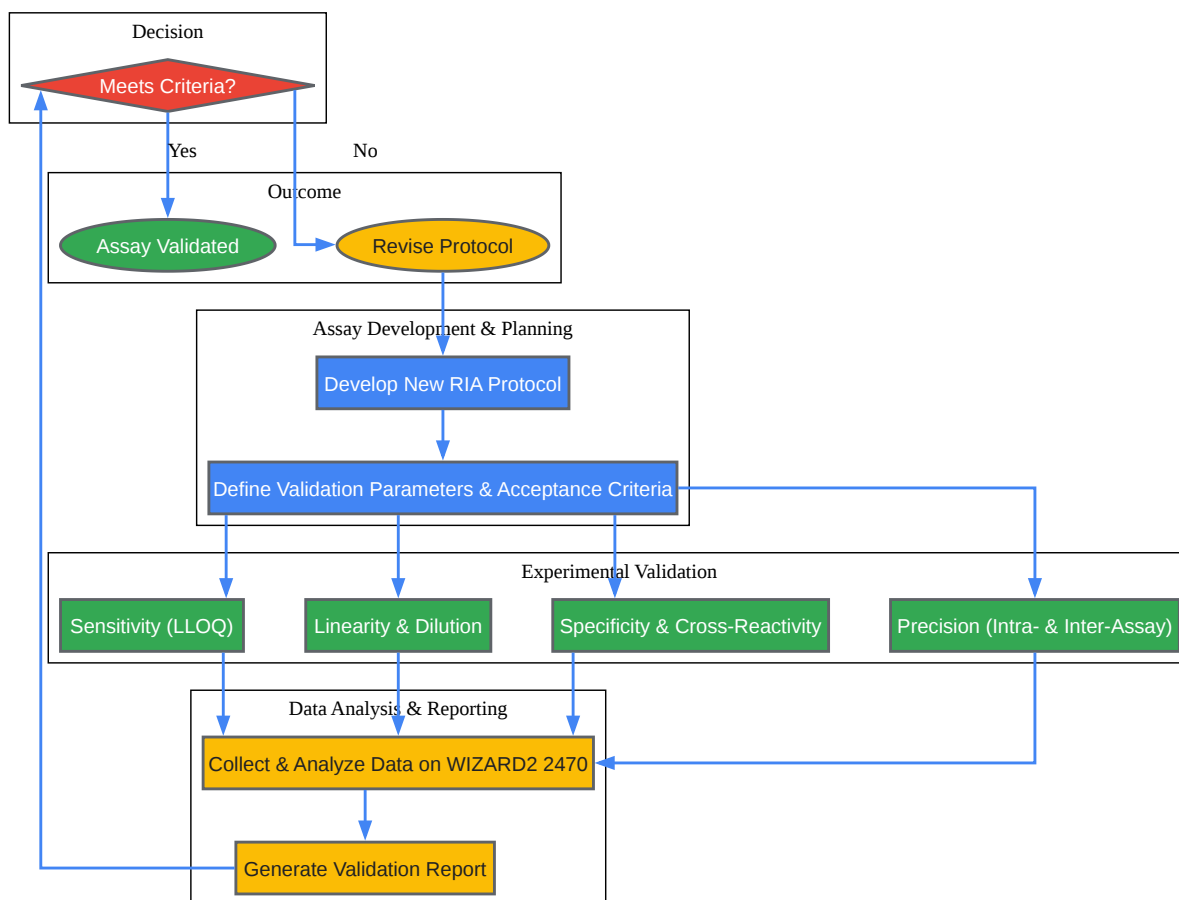 Decision
Meets Criteria?
Yes
No
Outcome
Assay Validated
Revise Protocol
Assay Development & Planning
Develop New RIA Protocol
Define Validation Parameters & Acceptance Criteria
Experimental Validation
Sensitivity (LLOQ)
Linearity & Dilution
Specificity & Cross-Reactivity
Precision (Intra- & Inter-Assay)
Data Analysis & Reporting
Collect & Analyze Data on WIZARD2 2470
Generate Validation Report